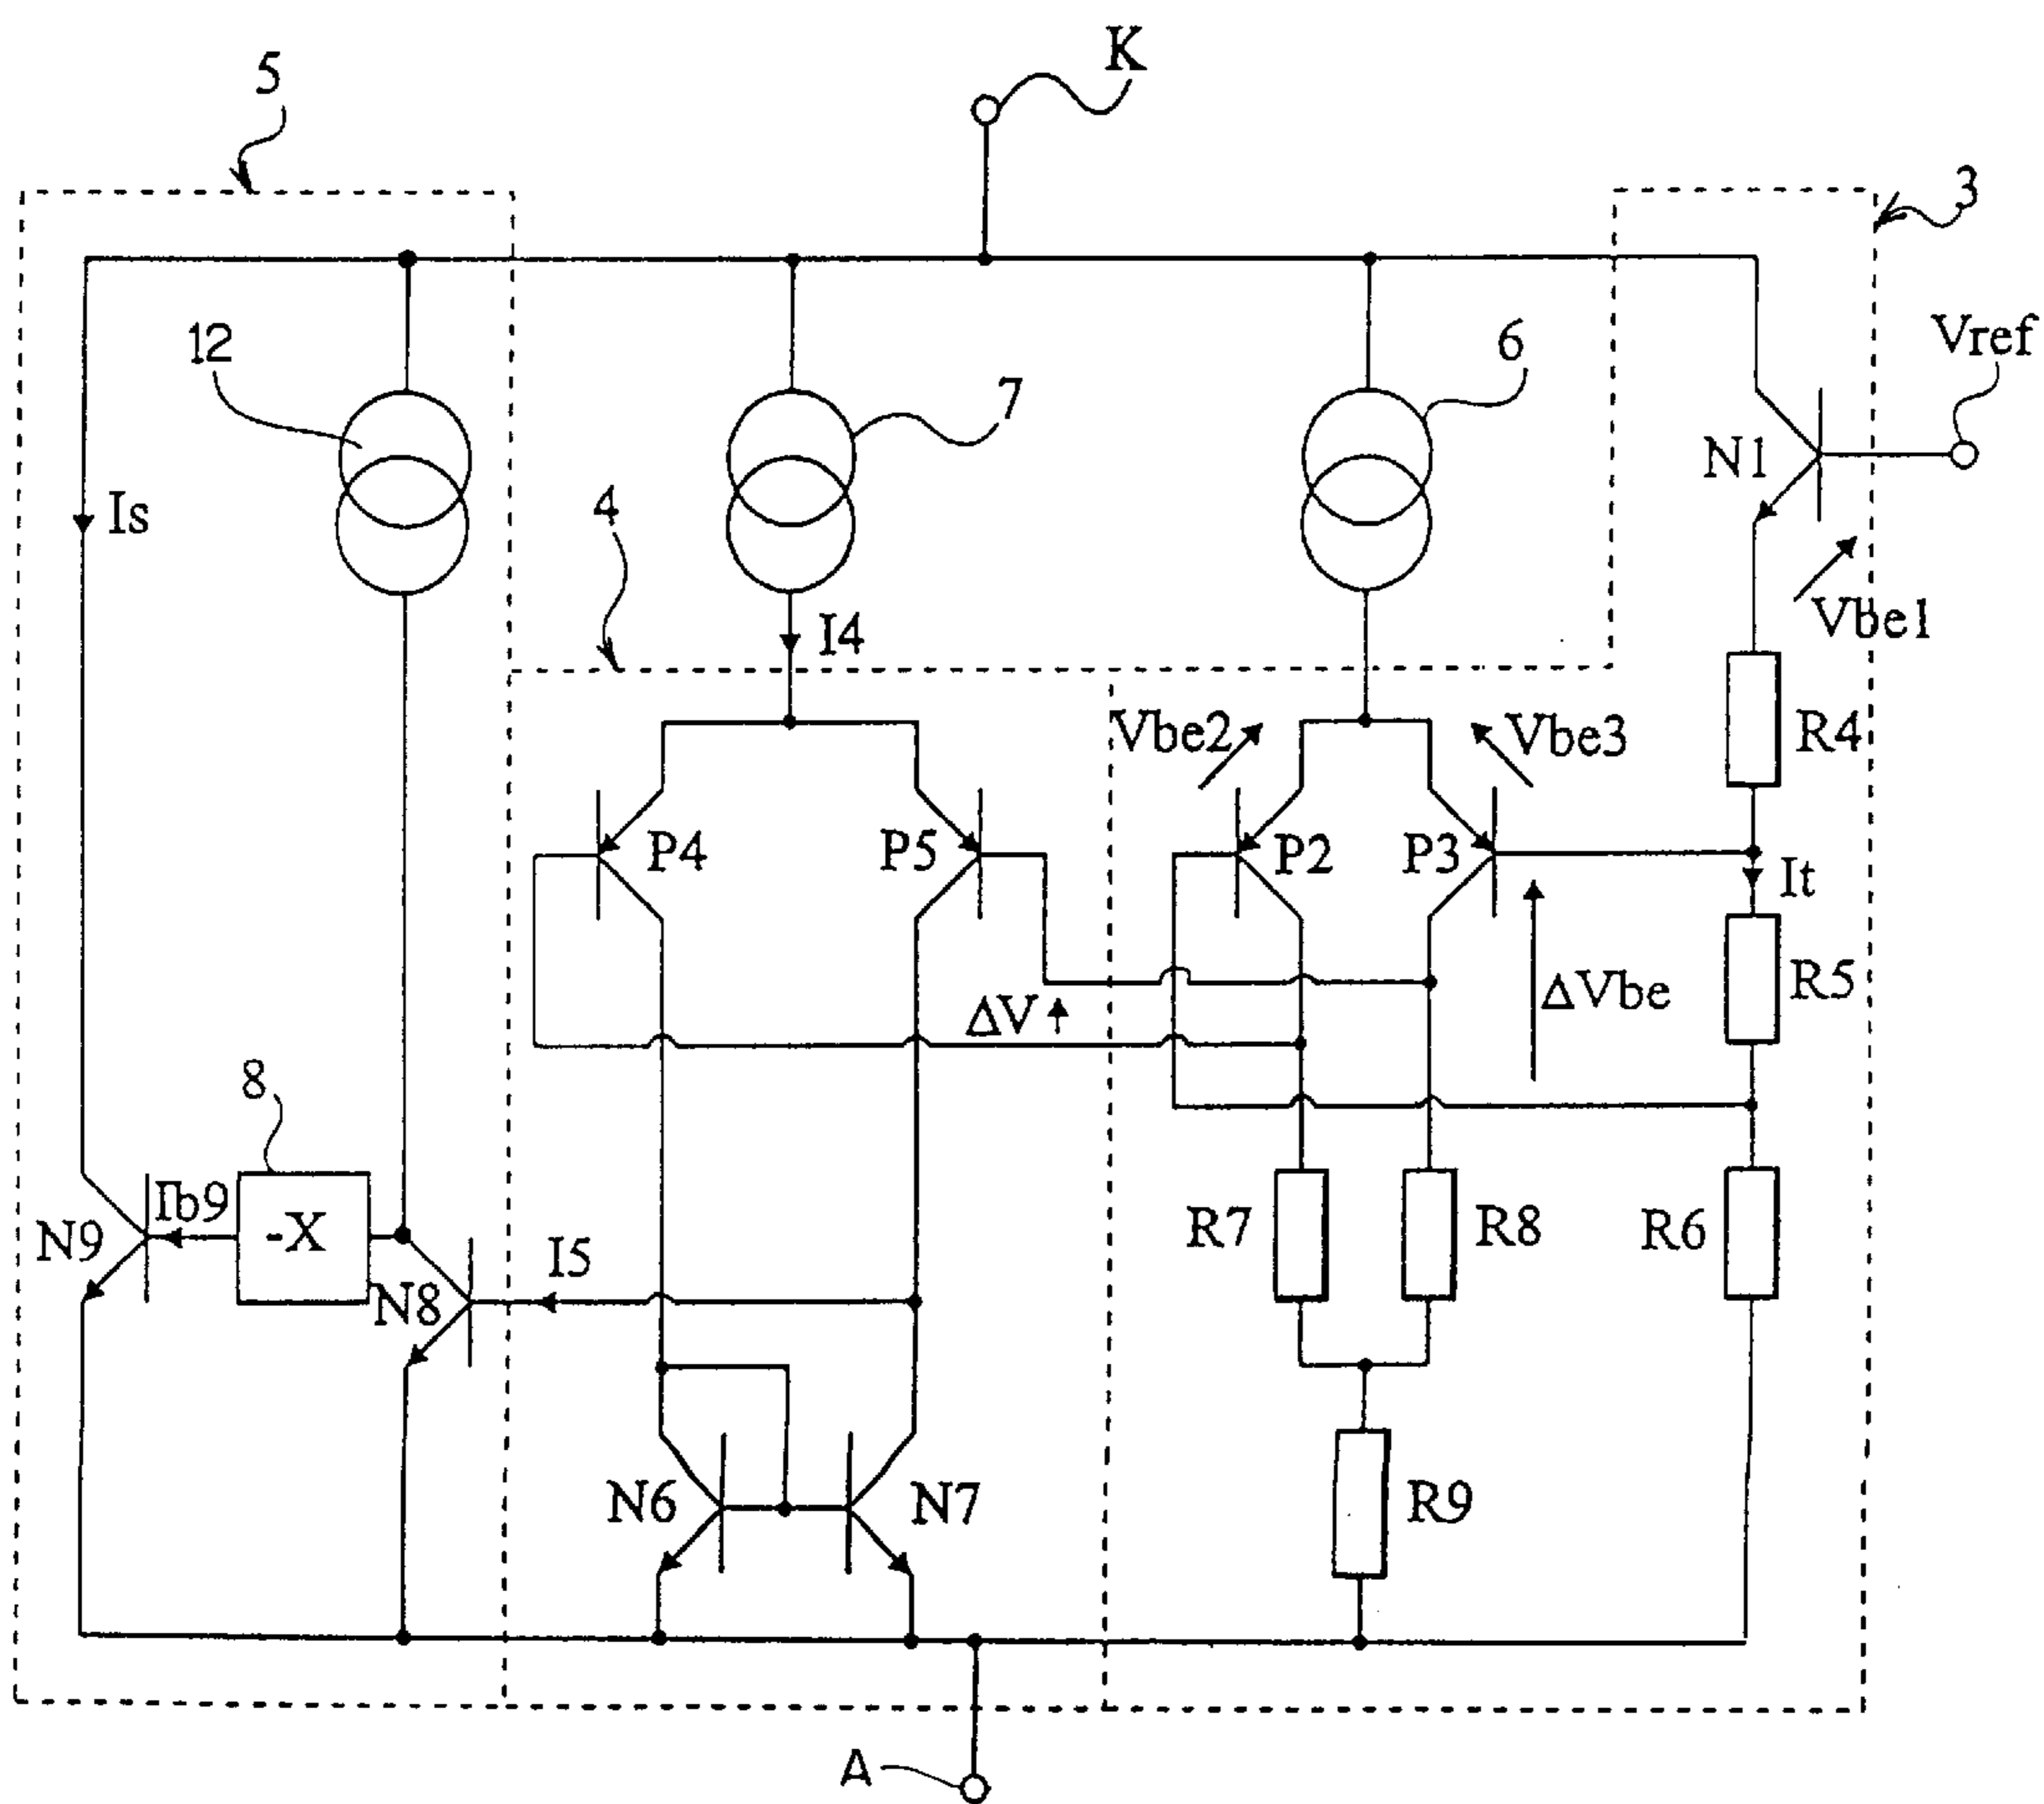 K
5
3
12
Vref
6
7
N1
Is
4
I4
Vbe1
Vbe2
Vbe3
R4
P4
P5
P2
P3
It
ΔV
ΔVbe
R5
8
Ib9
-X
N9
N8
I5
R7
R8
R6
N6
N7
R9
A